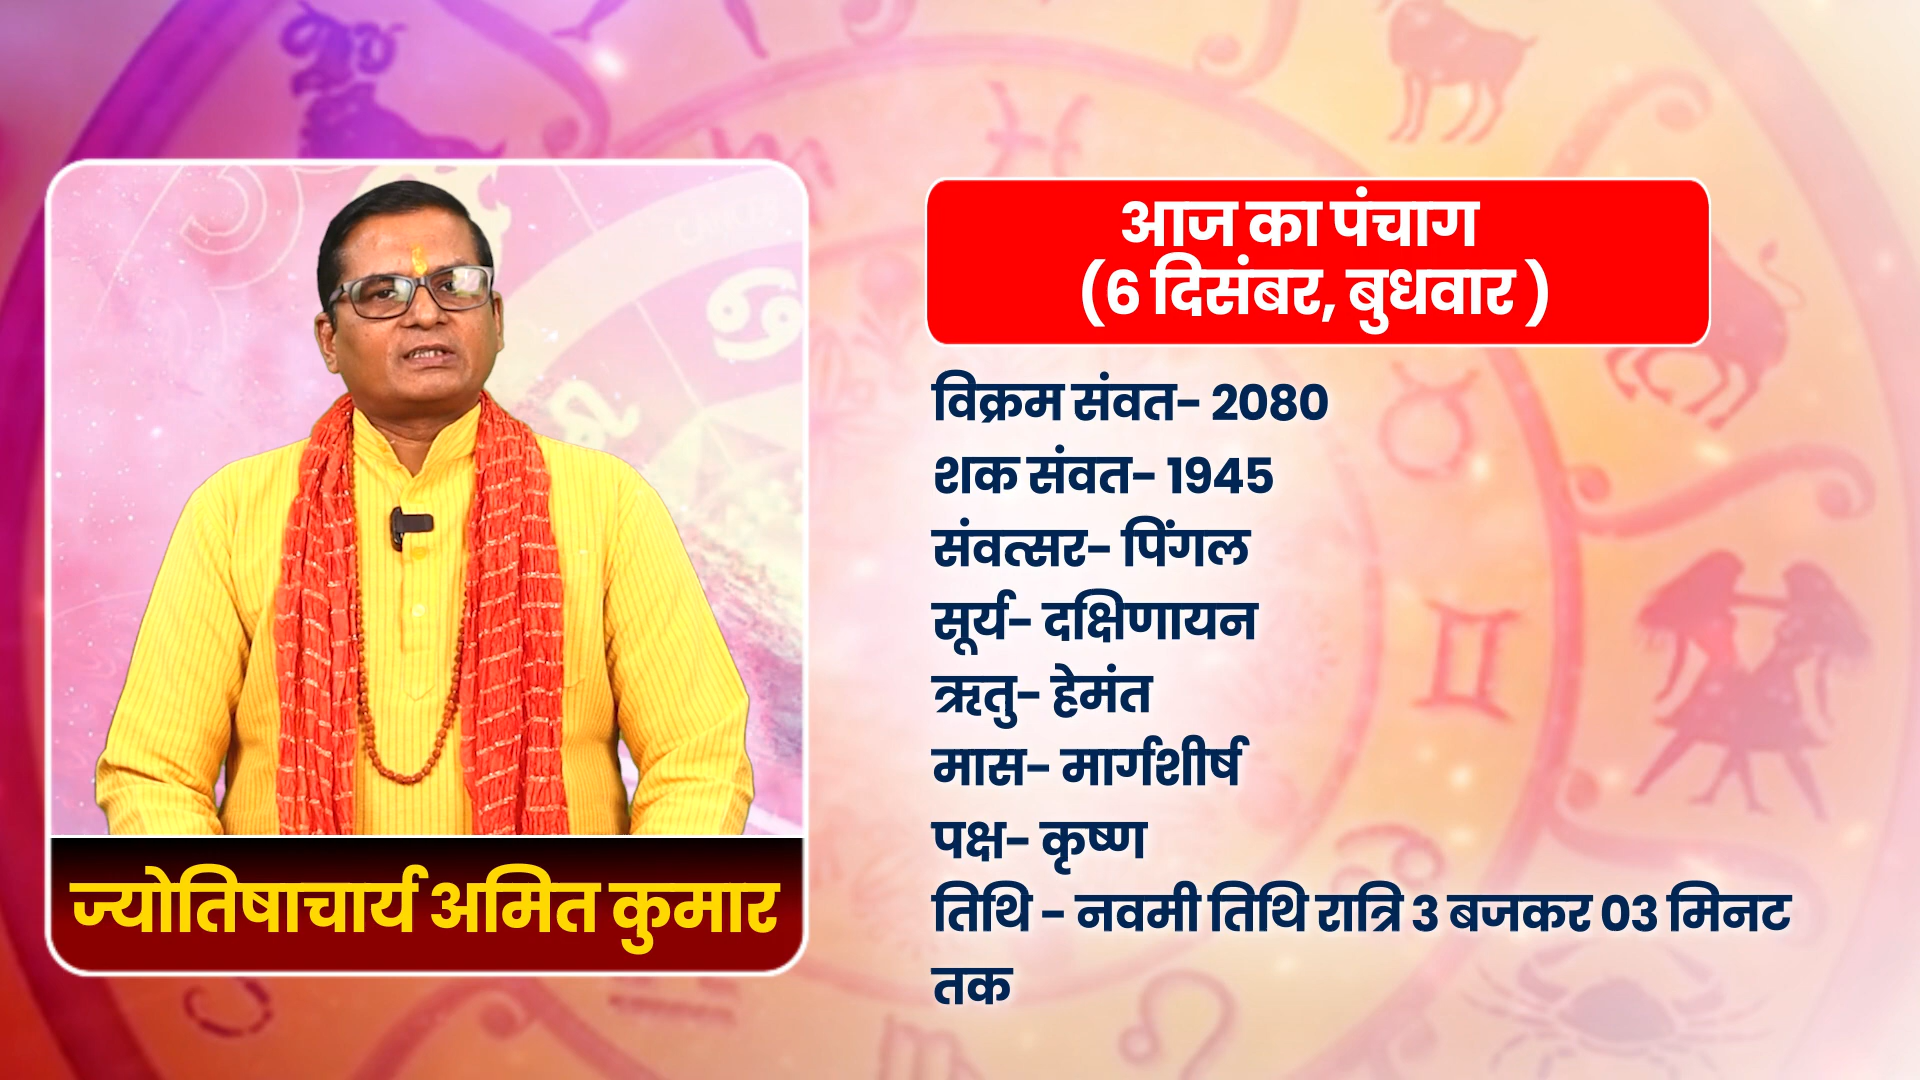 आज का पंचाग
(6 दिसंबर, बुधवार )
विक्रम संवत- 2080
शक संवत- 1945
संवत्सर- पिंगल
सूर्य- दक्षिणायन
ऋतु- हेमंत
मास- मार्गशीर्ष
पक्ष- कृष्ण
तिथि - नवमी तिथि रात्रि 3 बजकर 03 मिनट
तक
ज्योतिषाचार्य अमित कुमार